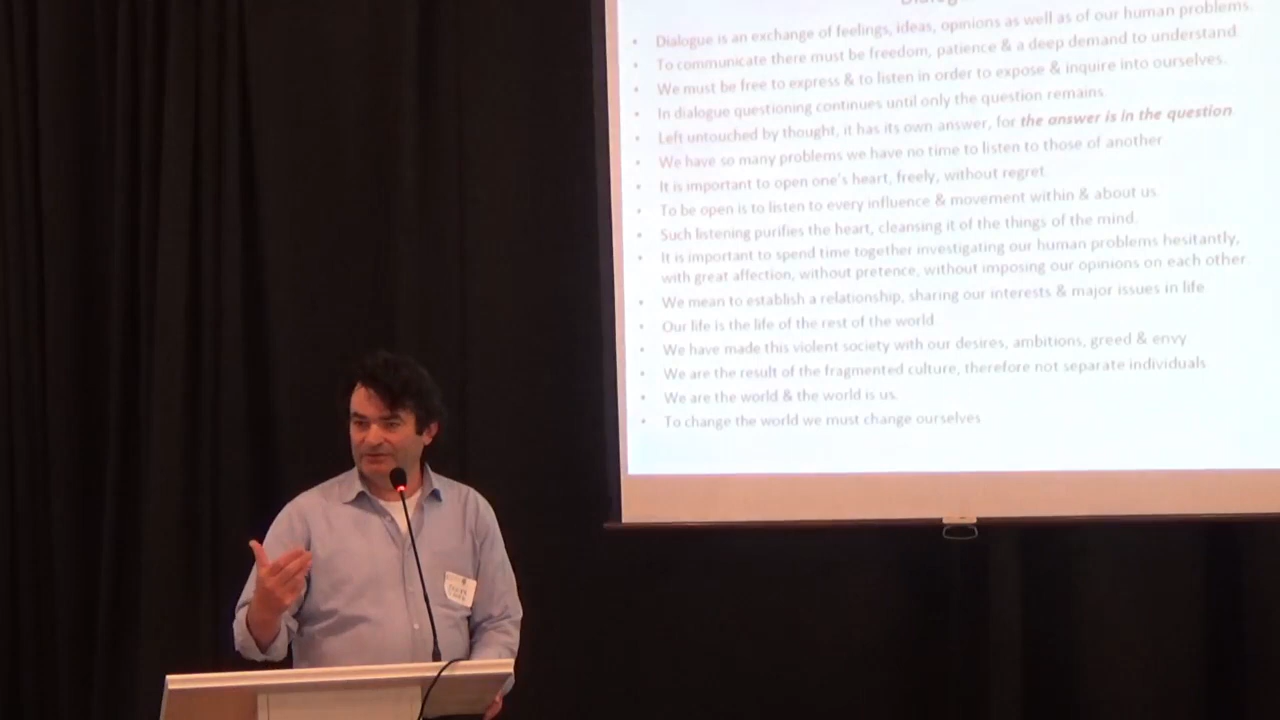 • Dialogue is an exchange of feelings, ideas, opinions as well as of our human problems.
• To communicate there must be freedom, patience & a deep demand to understand.
• We must be free to express & to listen in order to expose & inquire into ourselves.
• In dialogue questioning continues until only the question remains.
• Left untouched by thought, it has its own answer, for the answer is in the question.
• We have so many problems we have no time to listen to those of another
• It is important to open one's heart, freely, without regret.
• To be open is to listen to every influence & movement within & about us.
• Such listening purifies the heart, cleansing it of the things of the mind.
• It is important to spend time together investigating our human problems hesitantly,
with great affection, without pretence, without imposing our opinions on each other.
• We mean to establish a relationship, sharing our interests & major issues in life
• Our life is the life of the rest of the world
• We have made this violent society with our desires, ambitions, greed & envy
• We are the result of the fragmented culture, therefore not separate individuals
• We are the world & the world is us.
• To change the world we must change ourselves